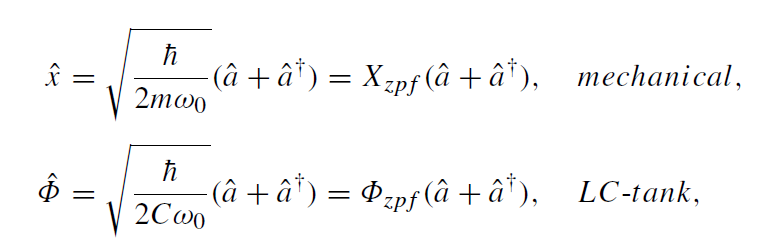 x̂ = √(ħ/(2mω₀)) (â + â†) = X_zpf (â + â†), mechanical,
Φ̂ = √(ħ/(2Cω₀)) (â + â†) = Φ_zpf (â + â†), LC-tank,